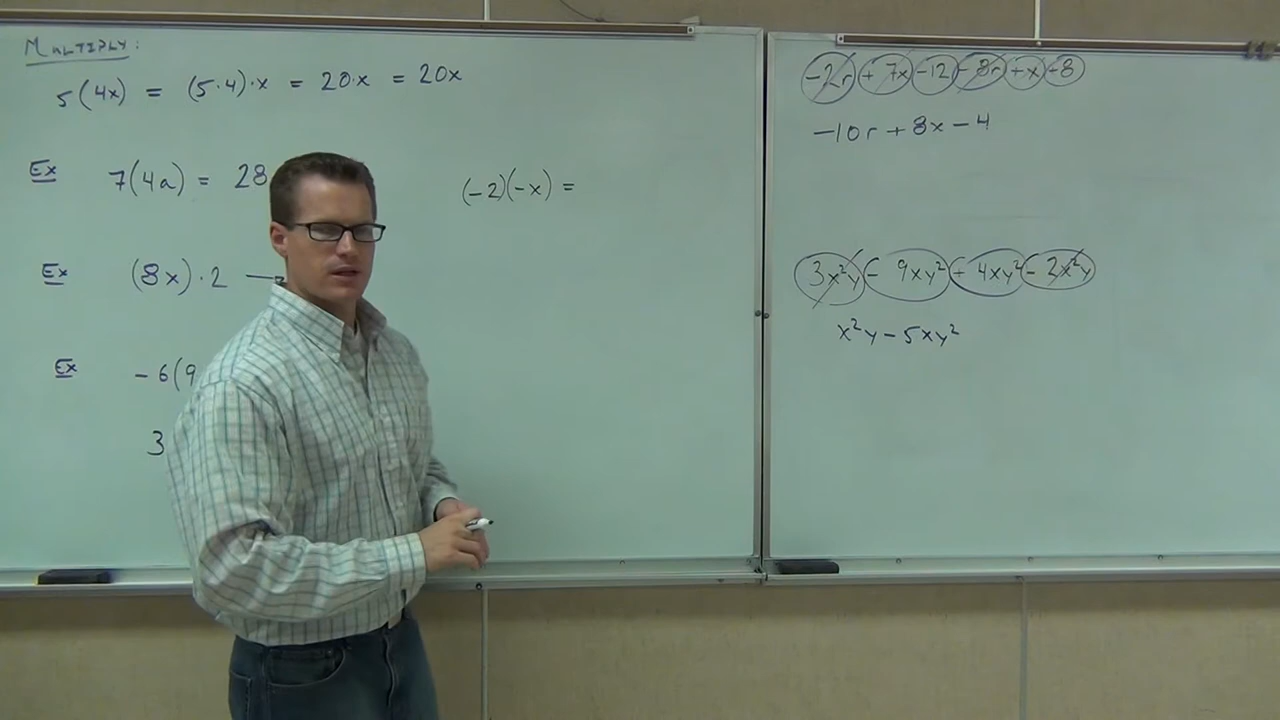 MULTIPLY:
5(4x) = (5·4)·x = 20·x = 20x
Ex 7(4a) = 28
(-2)(-x) =
Ex (8x)·2 →
Ex -6(9
3
-2r + 7x -12 - 8r + x + 8
-10r + 8x - 4
3x²y - 9xy² + 4xy² - 2x²y
x²y - 5xy²